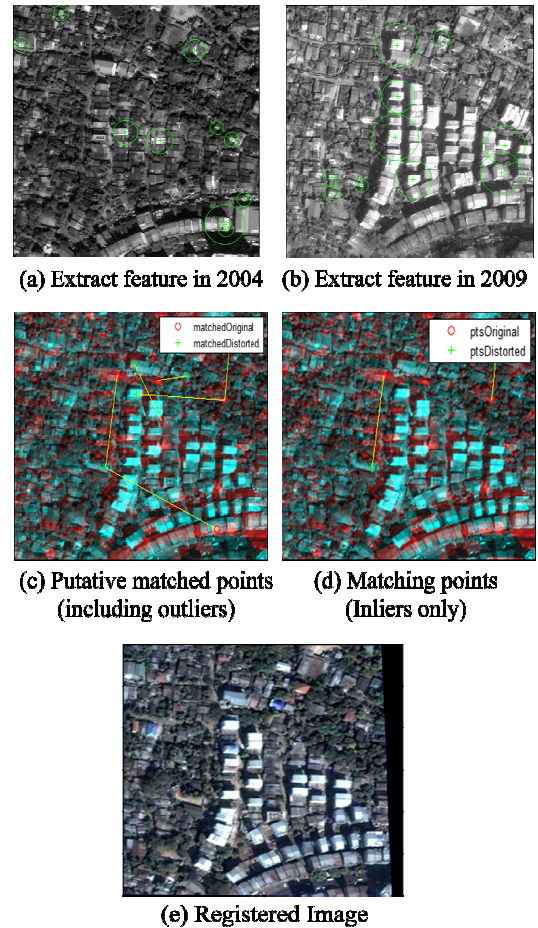 (a) Extract feature in 2004
(b) Extract feature in 2009
matchedOriginal
matchedDistorted
ptsOriginal
ptsDistorted
(c) Putative matched points
(including outliers)
(d) Matching points
(Inliers only)
(e) Registered Image